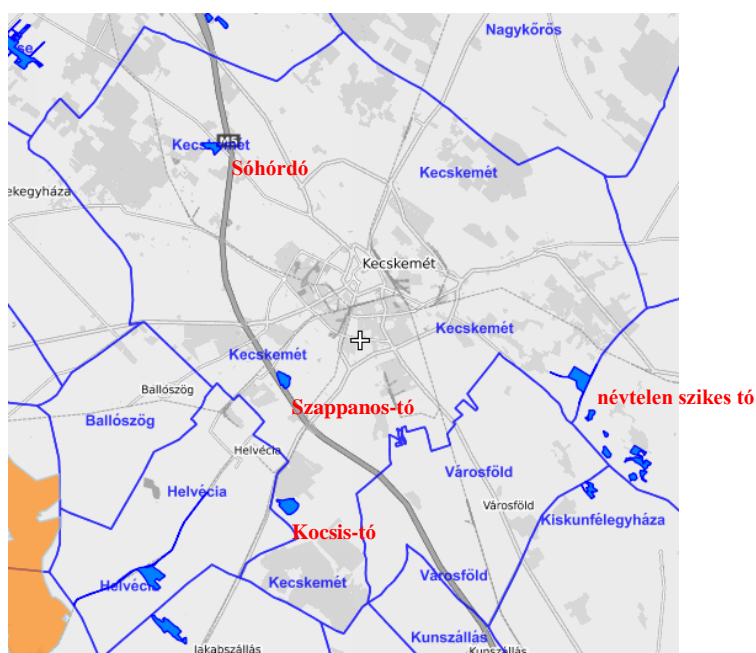 Nagykőrös
se
M5
Kecskemét
Sóhórdó
Kecskemét
ekegyháza
Kecskemét
Kecskemét
Kecskemét
Ballószög
névtelen szikes tó
Szappanos-tó
Ballószög
Helvécia
Városföld
Helvécia
Városföld
Kiskunfélegyháza
Kocsis-tó
Helvécia
Kecskemét
Városföld
Kunszállás
Jakabszállás
Kunszállás